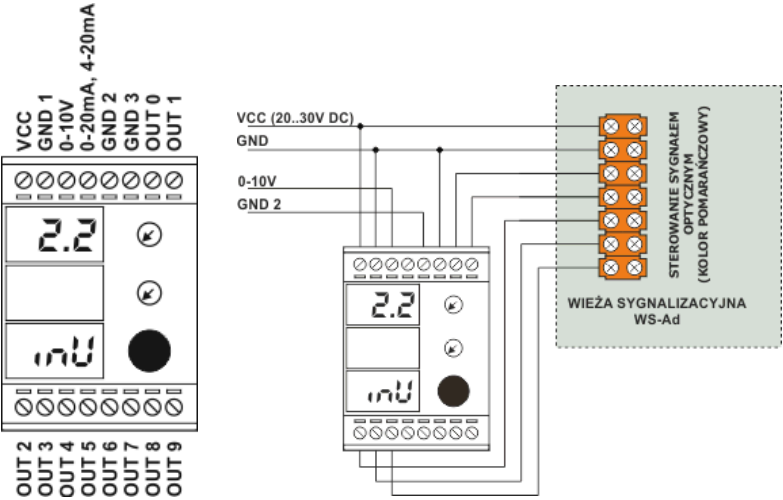 VCC
GND 1
0-10V
0-20mA, 4-20mA
GND 2
GND 3
OUT 0
OUT 1
2.2
inU
OUT 2
OUT 3
OUT 4
OUT 5
OUT 6
OUT 7
OUT 8
OUT 9
VCC (20..30V DC)
GND
0-10V
GND 2
2.2
inU
STEROWANIE SYGNAŁEM
OPTYCZNYM
(KOLOR POMARAŃCZOWY)
WIEŻA SYGNALIZACYJNA
WS-Ad